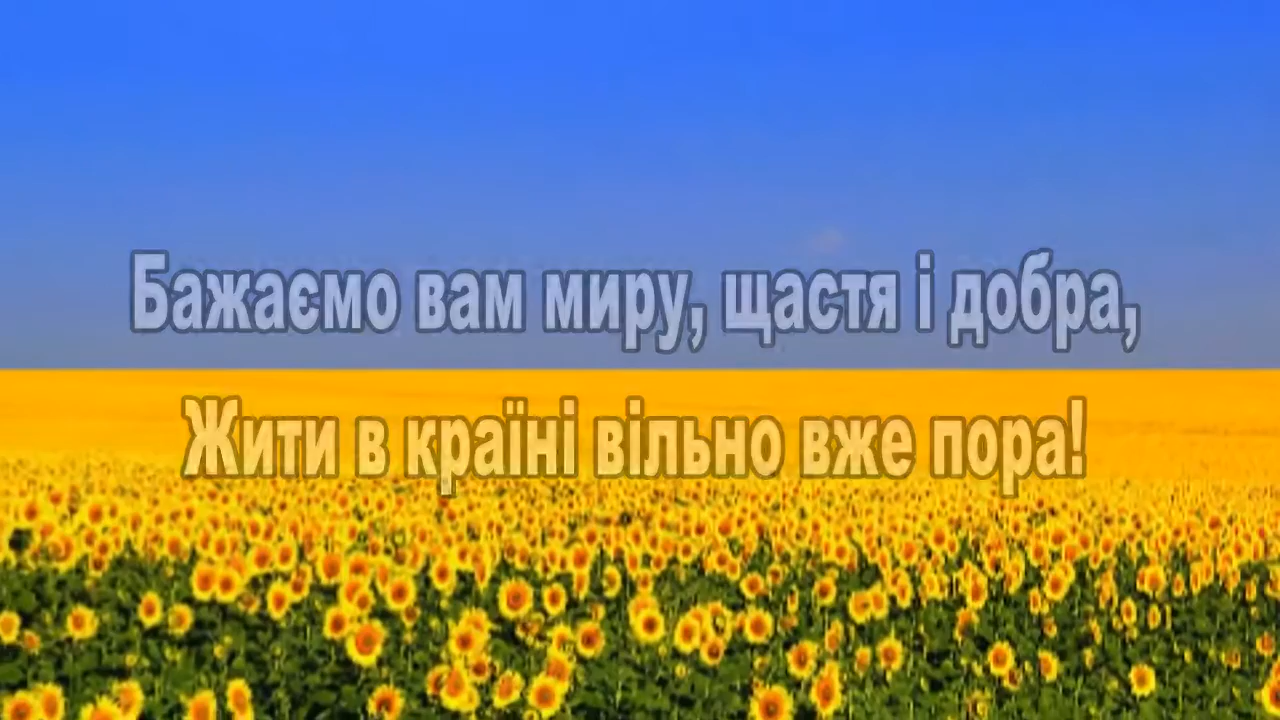 Бажаємо вам миру, щастя і добра,
Жити в країні вільно вже пора!